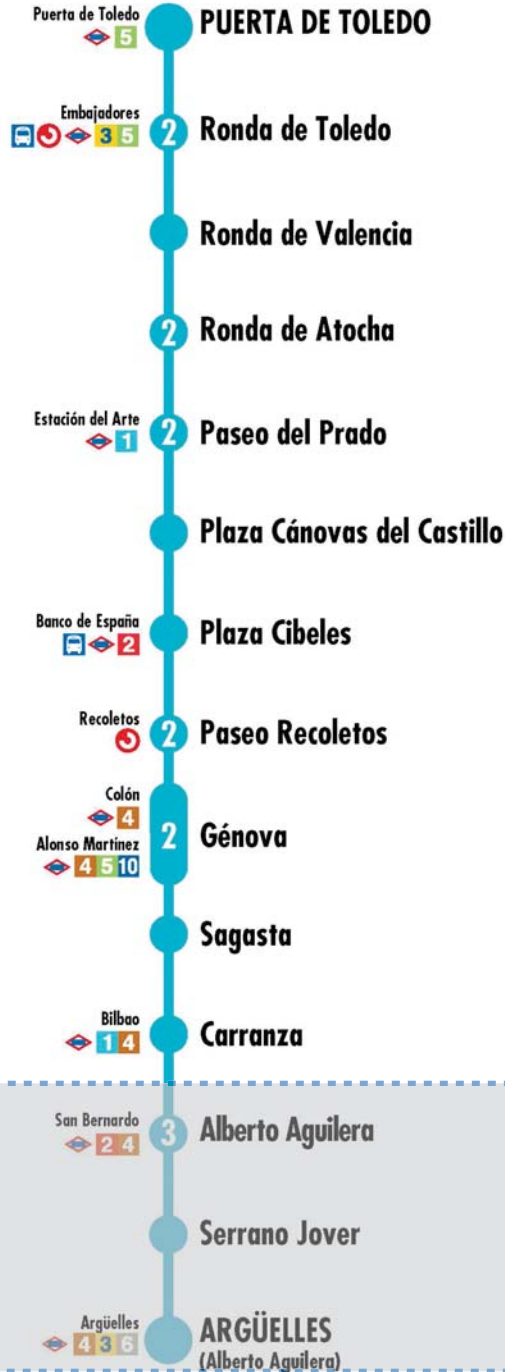 Puerta de Toledo
5
PUERTA DE TOLEDO
Embajadores
3 5
2
Ronda de Toledo
Ronda de Valencia
2
Ronda de Atocha
Estación del Arte
1
2
Paseo del Prado
Plaza Cánovas del Castillo
Banco de España
2
Plaza Cibeles
Recoletos
2
Paseo Recoletos
Colón
4
Alonso Martinez
4 5 10
2
Génova
Sagasta
Bilbao
1 4
Carranza
San Bernardo
2 4
3
Alberto Aguilera
Serrano Jover
Argüelles
4 3 6
ARGÜELLES
(Alberto Aguilera)